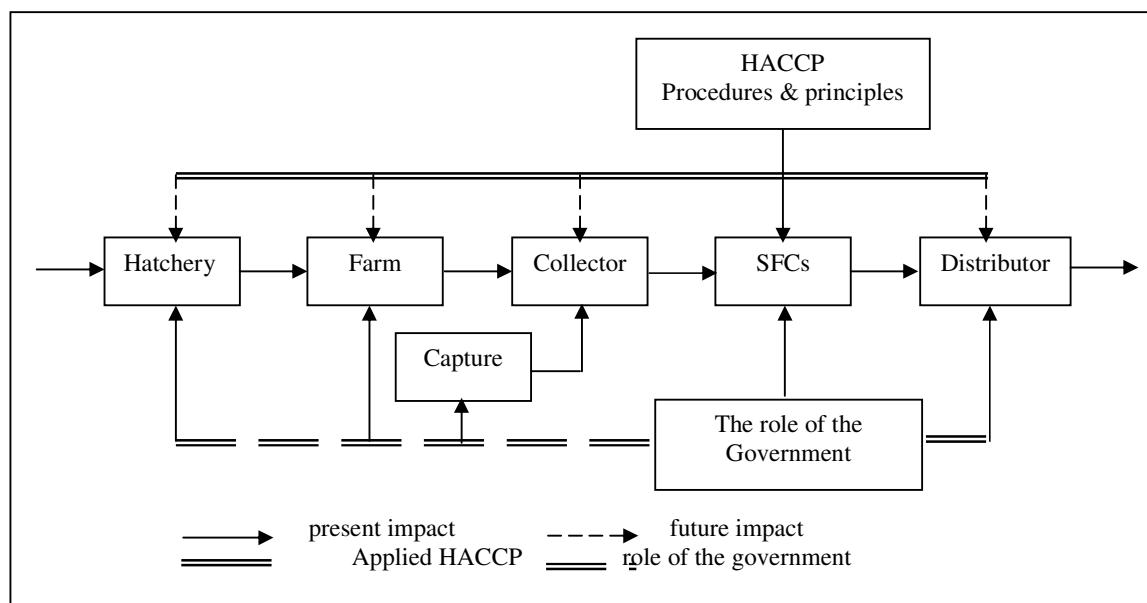 HACCP
Procedures & principles
Hatchery
Farm
Collector
SFCs
Distributor
Capture
The role of the
Government
present impact
future impact
Applied HACCP
role of the government